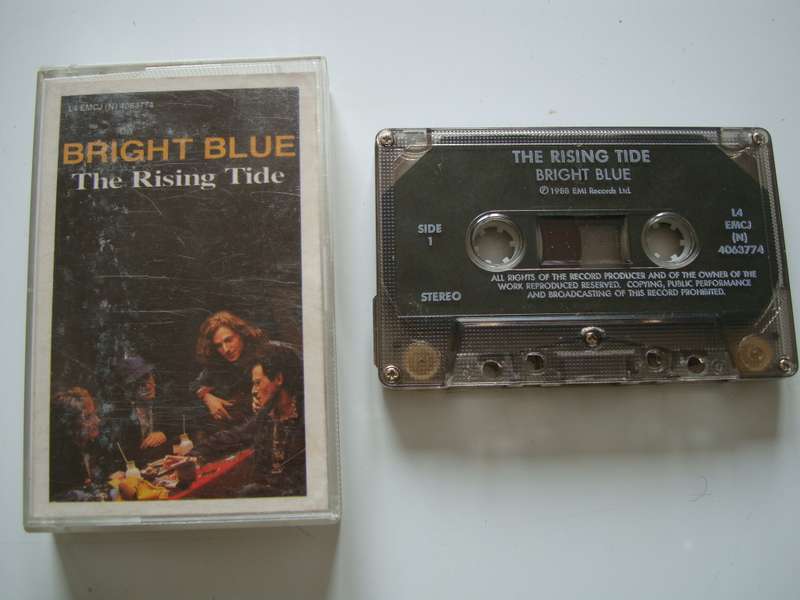 L4 EMCJ (N) 4063774
BRIGHT BLUE
The Rising Tide
THE RISING TIDE
BRIGHT BLUE
℗ 1988 EMI Records Ltd.
SIDE
1
L4
EMCJ
(N)
4063774
STEREO
ALL RIGHTS OF THE RECORD PRODUCER AND OF THE OWNER OF THE
WORK REPRODUCED RESERVED. COPYING, PUBLIC PERFORMANCE
AND BROADCASTING OF THIS RECORD PROHIBITED.